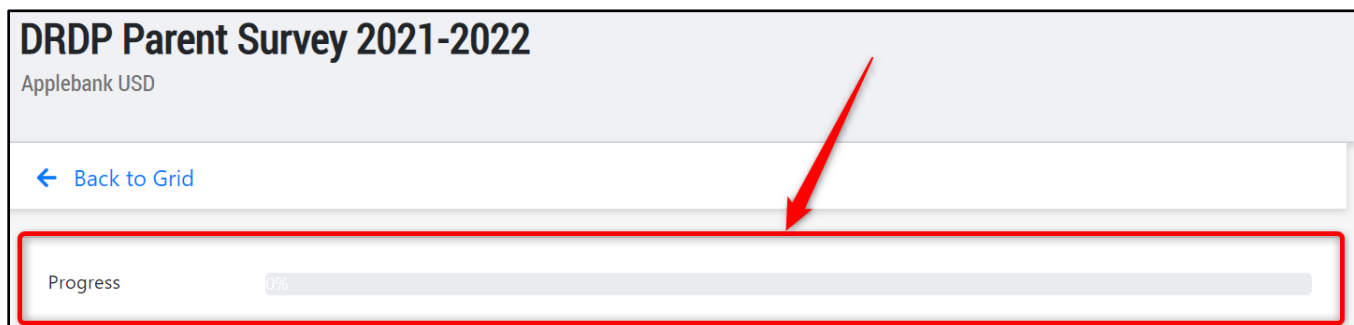 DRDP Parent Survey 2021-2022
Applebank USD
Back to Grid
Progress 0%